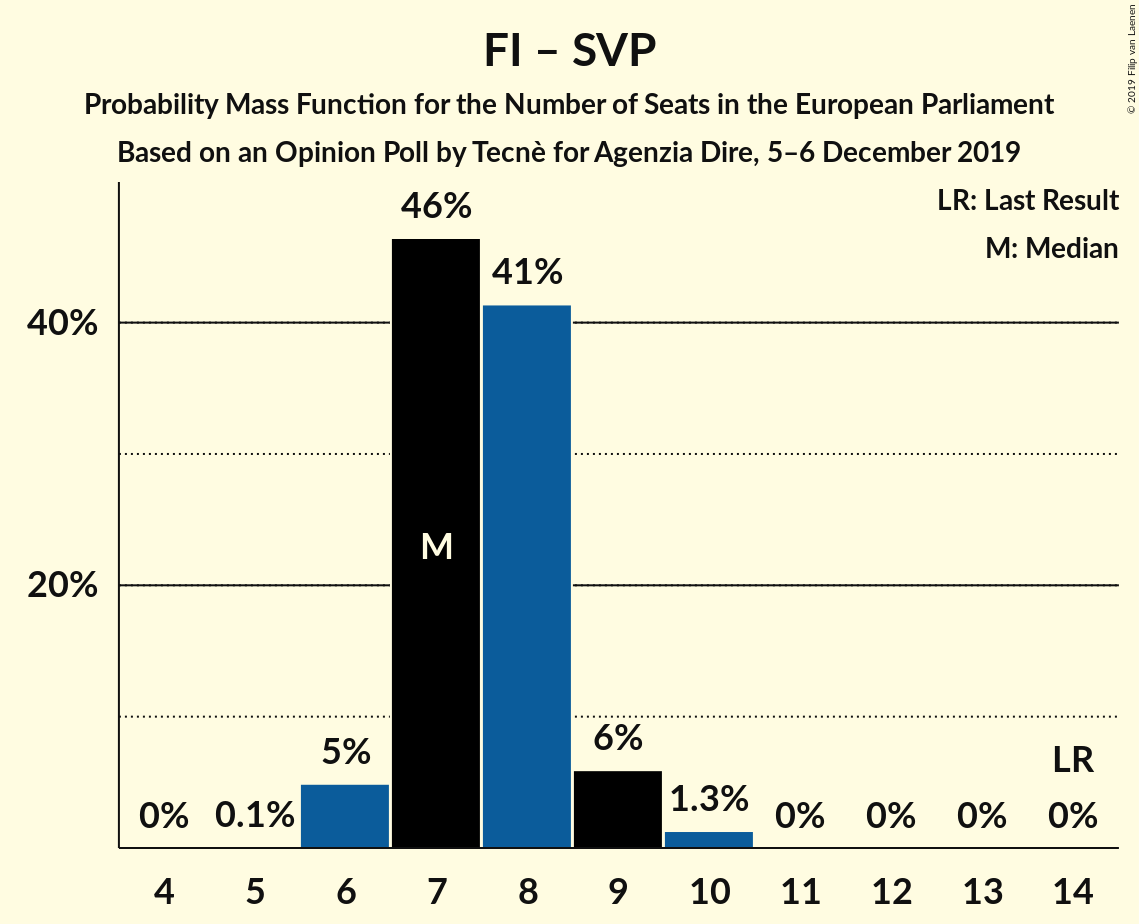 FI – SVP
Probability Mass Function for the Number of Seats in the European Parliament
Based on an Opinion Poll by Tecnè for Agenzia Dire, 5–6 December 2019
© 2019 Filip van Laenen
LR: Last Result
M: Median
46%
41%
40%
M
20%
6%
5%
LR
1.3%
0% 0.1% 0% 0% 0% 0%
4 5 6 7 8 9 10 11 12 13 14